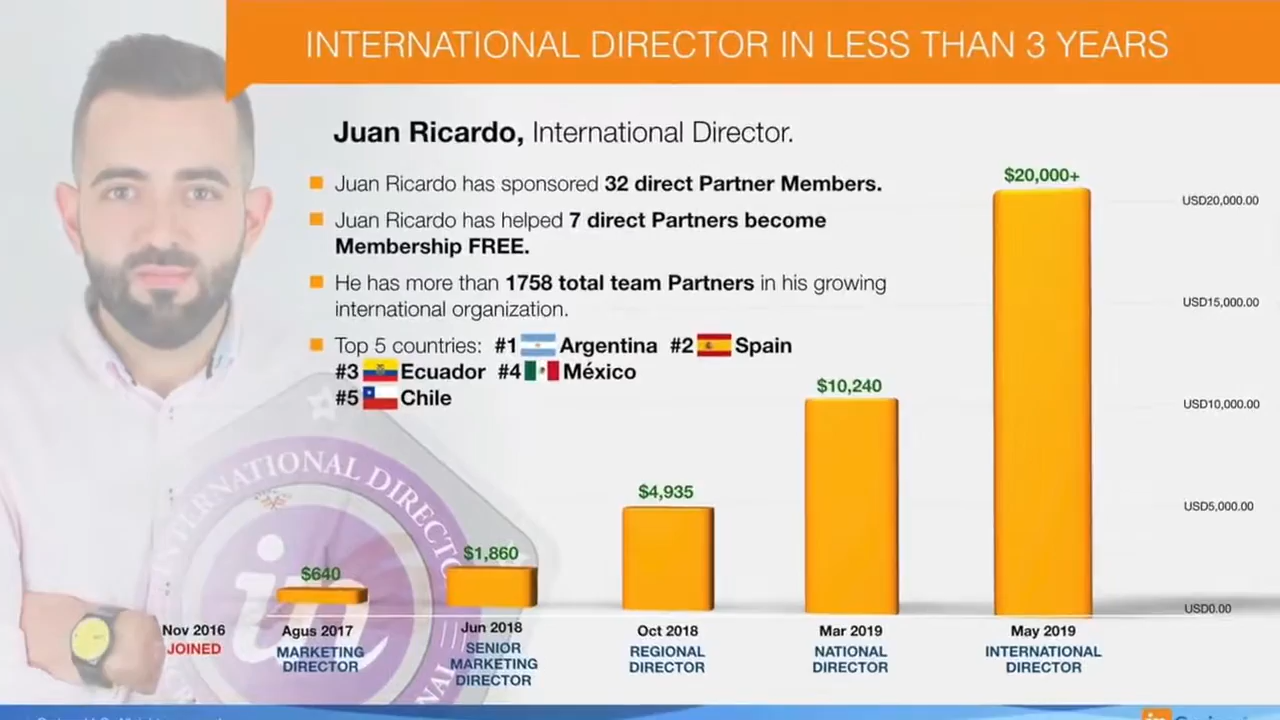 INTERNATIONAL DIRECTOR IN LESS THAN 3 YEARS
Juan Ricardo, International Director.
Juan Ricardo has sponsored 32 direct Partner Members.
Juan Ricardo has helped 7 direct Partners become
Membership FREE.
He has more than 1758 total team Partners in his growing
international organization.
Top 5 countries: #1 Argentina #2 Spain
#3 Ecuador #4 México
#5 Chile
$20,000+
$10,240
$4,935
$1,860
$640
USD20,000.00
USD15,000.00
USD10,000.00
USD5,000.00
USD0.00
INTERNATIONAL DIRECTOR
in
Nov 2016
JOINED
Agus 2017
MARKETING
DIRECTOR
Jun 2018
SENIOR
MARKETING
DIRECTOR
Oct 2018
REGIONAL
DIRECTOR
Mar 2019
NATIONAL
DIRECTOR
May 2019
INTERNATIONAL
DIRECTOR